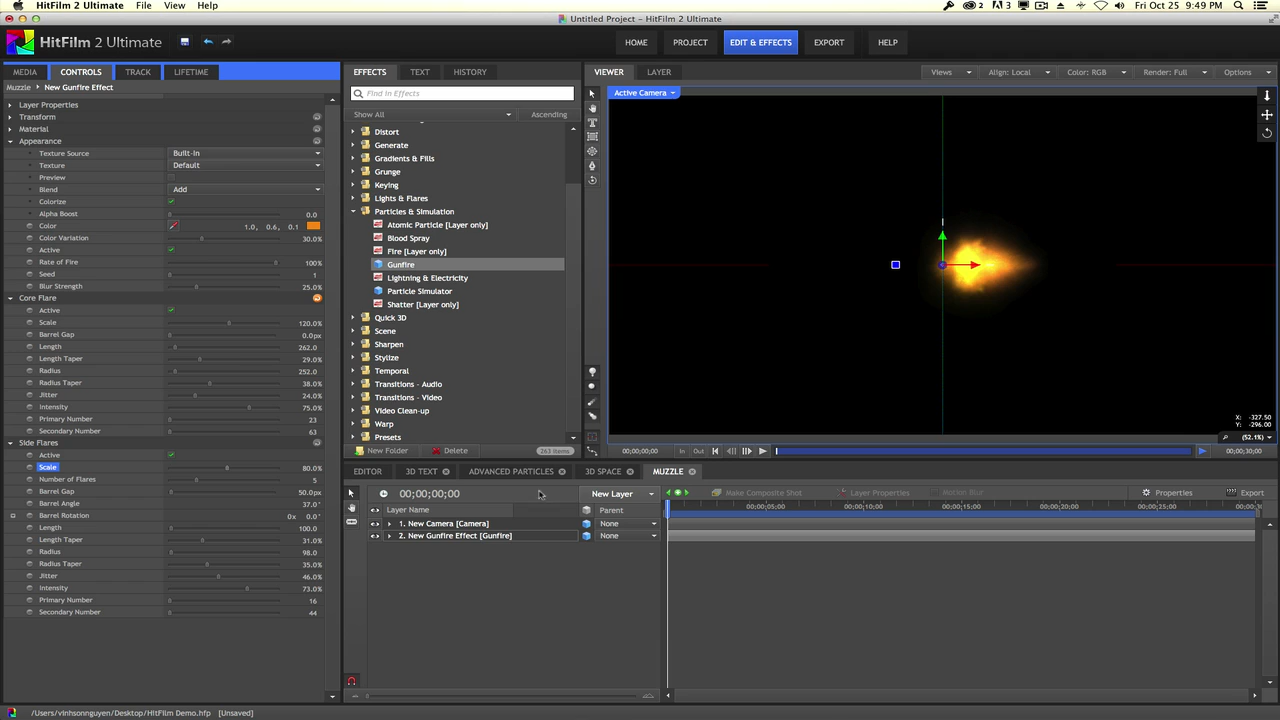 HitFilm 2 Ultimate File View Help
2 3 Fri Oct 25 9:49 PM
Untitled Project – HitFilm 2 Ultimate
HitFilm 2 Ultimate
HOME PROJECT EDIT & EFFECTS EXPORT HELP
MEDIA CONTROLS TRACK LIFETIME
Muzzle New Gunfire Effect
Layer Properties
Transform
Material
Appearance
Texture Source Built-In
Texture Default
Preview
Blend Add
Colorize
Alpha Boost 0.0
Color 1.0, 0.6, 0.1
Color Variation 30.0%
Active
Rate of Fire 100%
Seed 1
Blur Strength 25.0%
Core Flare
Active
Scale 120.0%
Barrel Gap 0.0px
Length 262.0
Length Taper 29.0%
Radius 252.0
Radius Taper 38.0%
Jitter 24.0%
Intensity 75.0%
Primary Number 23
Secondary Number 63
Side Flares
Active
Scale 80.0%
Number of Flares 5
Barrel Gap 50.0px
Barrel Angle 37.0°
Barrel Rotation 0x 0.0°
Length 100.0
Length Taper 31.0%
Radius 98.0
Radius Taper 35.0%
Jitter 46.0%
Intensity 73.0%
Primary Number 16
Secondary Number 44
EFFECTS TEXT HISTORY
Find in Effects
Show All Ascending
Distort
Generate
Gradients & Fills
Grunge
Keying
Lights & Flares
Particles & Simulation
Atomic Particle [Layer only]
Blood Spray
Fire [Layer only]
Gunfire
Lightning & Electricity
Particle Simulator
Shatter [Layer only]
Quick 3D
Scene
Sharpen
Stylize
Temporal
Transitions - Audio
Transitions - Video
Video Clean-up
Warp
Presets
New Folder Delete 263 items
VIEWER LAYER Views Align: Local Color: RGB Render: Full Options
Active Camera
X: -327.50
Y: -296.00
(52.1%)
00;00;00;00 In Out 00;00;30;00
EDITOR 3D TEXT ADVANCED PARTICLES 3D SPACE MUZZLE
00;00;00;00 New Layer Make Composite Shot Layer Properties Motion Blur Properties Export
Layer Name Parent 00;00;05;00 00;00;10;00 00;00;15;00 00;00;20;00 00;00;25;00
1. New Camera [Camera] None
2. New Gunfire Effect [Gunfire] None
/Users/vinhsonnguyen/Desktop/HitFilm Demo.hfp [Unsaved]